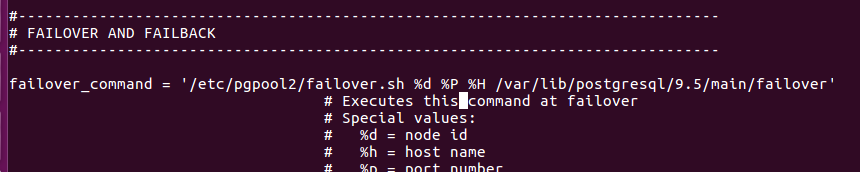 #-------------------------------------------------------------------------------------
# FAILOVER AND FAILBACK
#-------------------------------------------------------------------------------------
failover_command = '/etc/pgpool2/failover.sh %d %P %H /var/lib/postgresql/9.5/main/failover'
# Executes this command at failover
# Special values:
# %d = node id
# %h = host name
# %p = port number